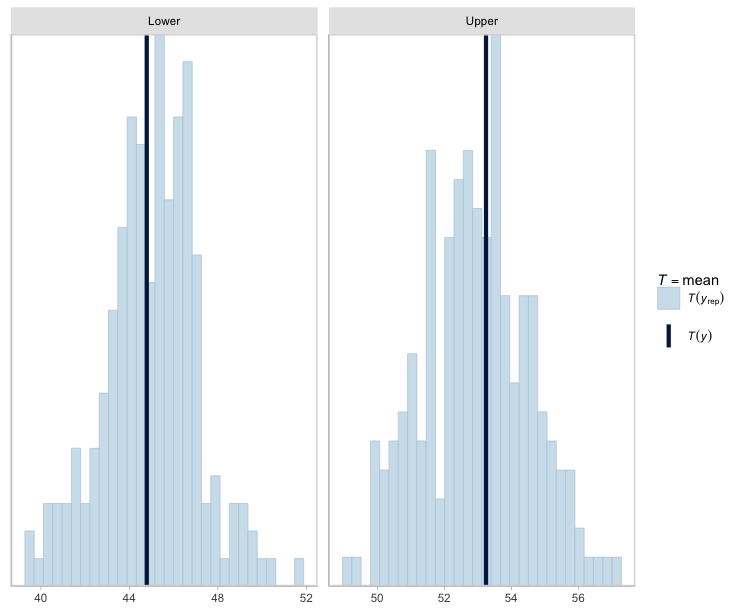 Lower
Upper
T = mean
T(yrep)
T(y)
40 44 48 52
50 52 54 56